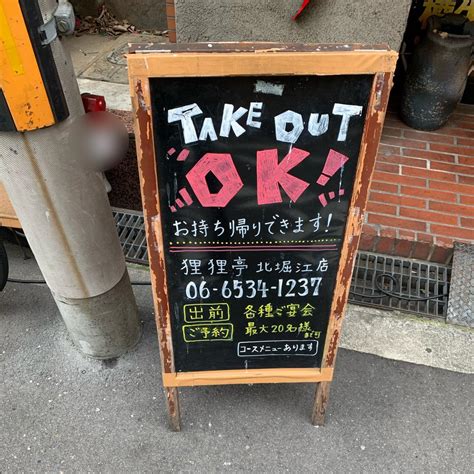 TAKE OUT
OK!
お持ち帰りできます!
狸狸亭 北堀江店
06-6534-1237
出前 各種ご宴会
ご予約 最大20名様まで
コースメニューあります